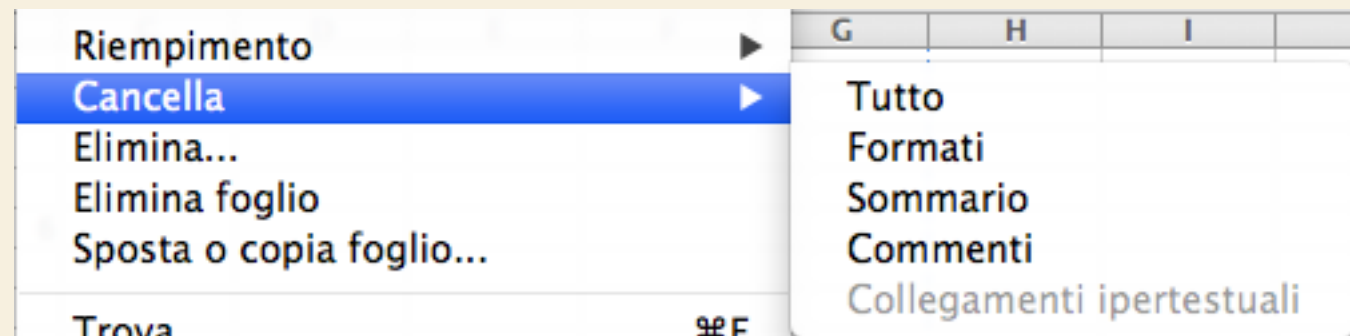 Riempimento
Cancella
Elimina...
Elimina foglio
Sposta o copia foglio...
Trova... ⌘F
G H I
Tutto
Formati
Sommario
Commenti
Collegamenti ipertestuali